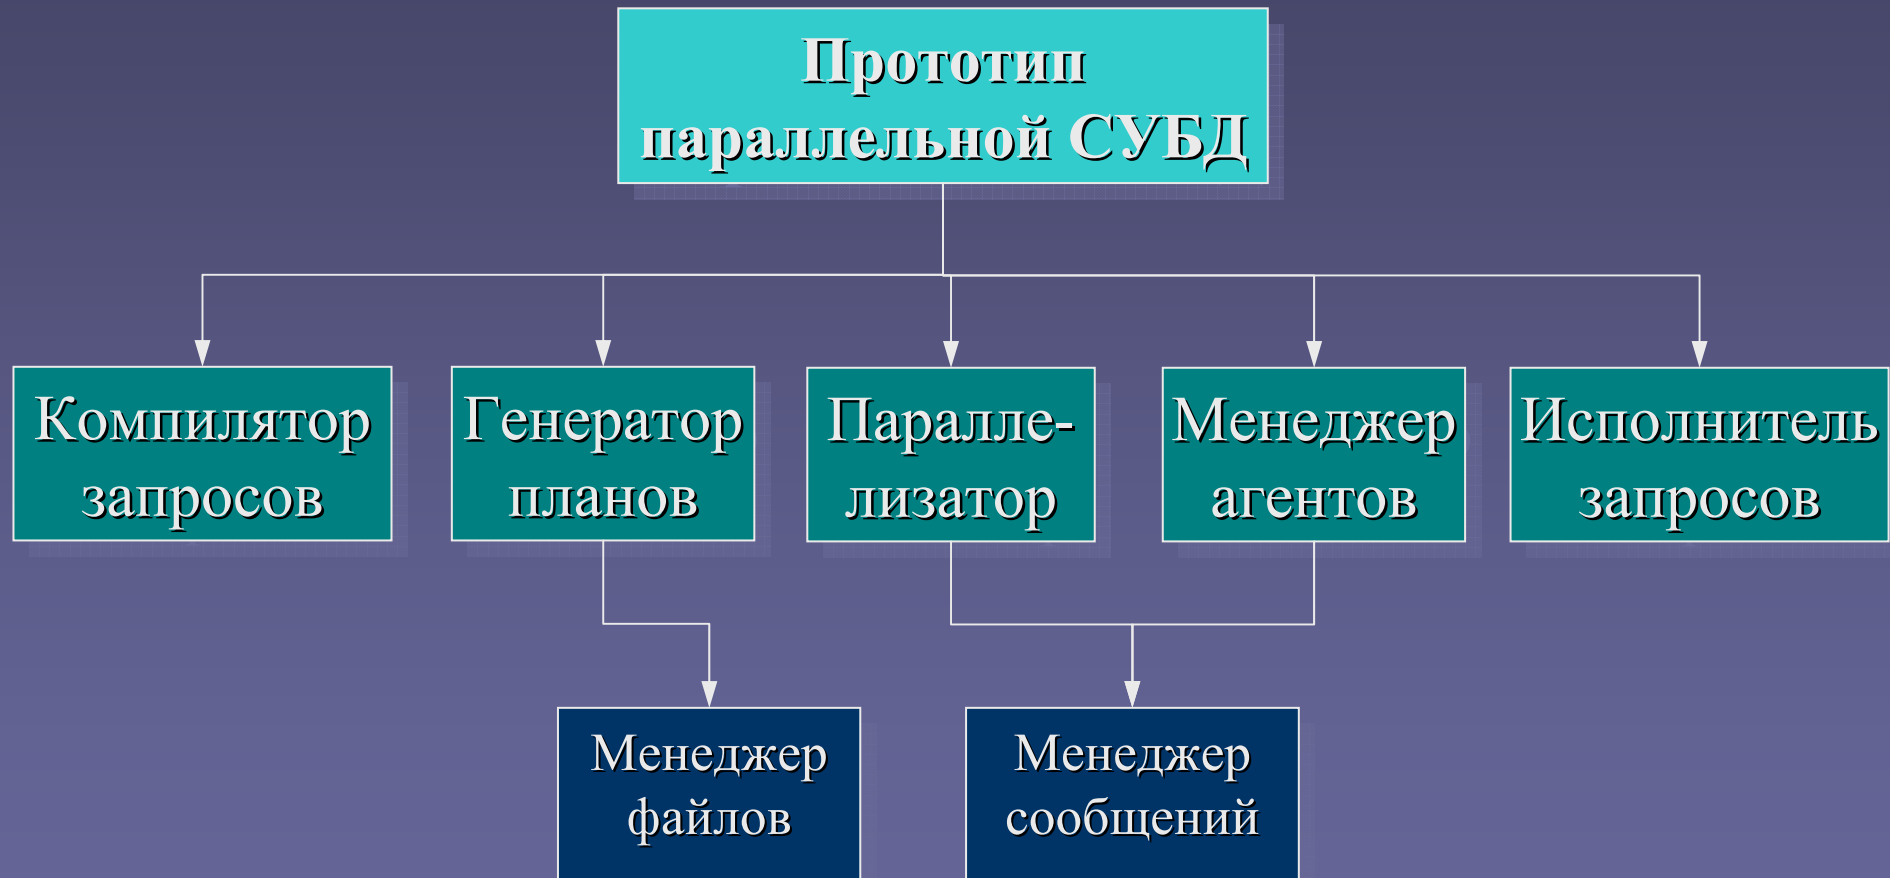 Прототип
параллельной СУБД
Компилятор
запросов
Генератор
планов
Паралле-
лизатор
Менеджер
агентов
Исполнитель
запросов
Менеджер
файлов
Менеджер
сообщений